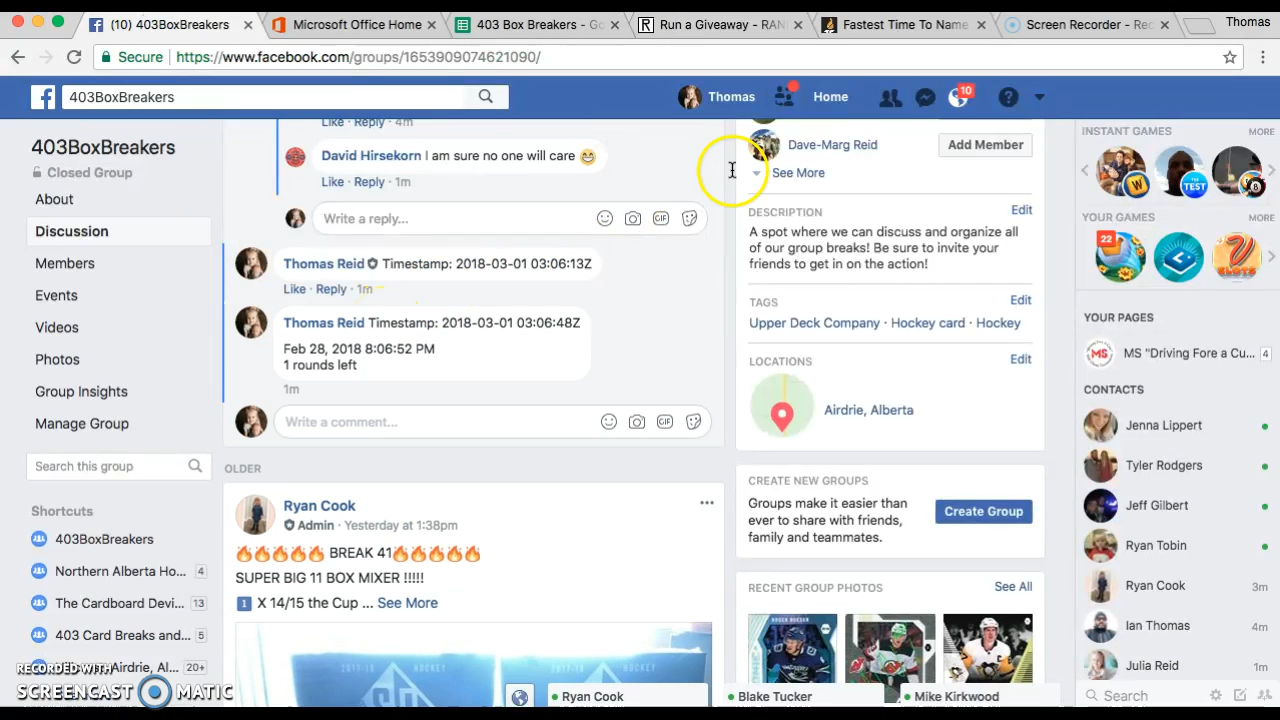 (10) 403BoxBreakers
Microsoft Office Home
403 Box Breakers - Go
Run a Giveaway - RAN
Fastest Time To Name
Screen Recorder - Rec
Thomas
Secure
https://www.facebook.com/groups/1653909074621090/
403BoxBreakers
Thomas
Home
10
403BoxBreakers
Closed Group
About
Discussion
Members
Events
Videos
Photos
Group Insights
Manage Group
Search this group
Shortcuts
403BoxBreakers
Northern Alberta Ho... 4
The Cardboard Devi... 13
403 Card Breaks and... 5
Airdrie, Al... 20+
RECORDED WITH
SCREENCAST MATIC
Like · Reply · 4m
David Hirsekorn I am sure no one will care
Like · Reply · 1m
Write a reply...
GIF
Thomas Reid Timestamp: 2018-03-01 03:06:13Z
Like · Reply · 1m
Thomas Reid Timestamp: 2018-03-01 03:06:48Z
Feb 28, 2018 8:06:52 PM
1 rounds left
1m
Write a comment...
GIF
OLDER
Ryan Cook
Admin · Yesterday at 1:38pm
🔥🔥🔥🔥🔥 BREAK 41🔥🔥🔥🔥🔥
SUPER BIG 11 BOX MIXER !!!!!
1 X 14/15 the Cup ... See More
2017-18 HOCKEY
HOCKEY
Dave-Marg Reid
Add Member
See More
DESCRIPTION
Edit
A spot where we can discuss and organize all
of our group breaks! Be sure to invite your
friends to get in on the action!
TAGS
Edit
Upper Deck Company · Hockey card · Hockey
LOCATIONS
Edit
Airdrie, Alberta
CREATE NEW GROUPS
Groups make it easier than
ever to share with friends,
family and teammates.
Create Group
RECENT GROUP PHOTOS
See All
Ryan Cook
Blake Tucker
Mike Kirkwood
INSTANT GAMES
MORE
W
THE TEST
8
YOUR GAMES
MORE
22
SLOTS
YOUR PAGES
MS "Driving Fore a Cu... 4
CONTACTS
Jenna Lippert
Tyler Rodgers
Jeff Gilbert
Ryan Tobin
Ryan Cook 3m
Ian Thomas 4m
Julia Reid 1m
Search